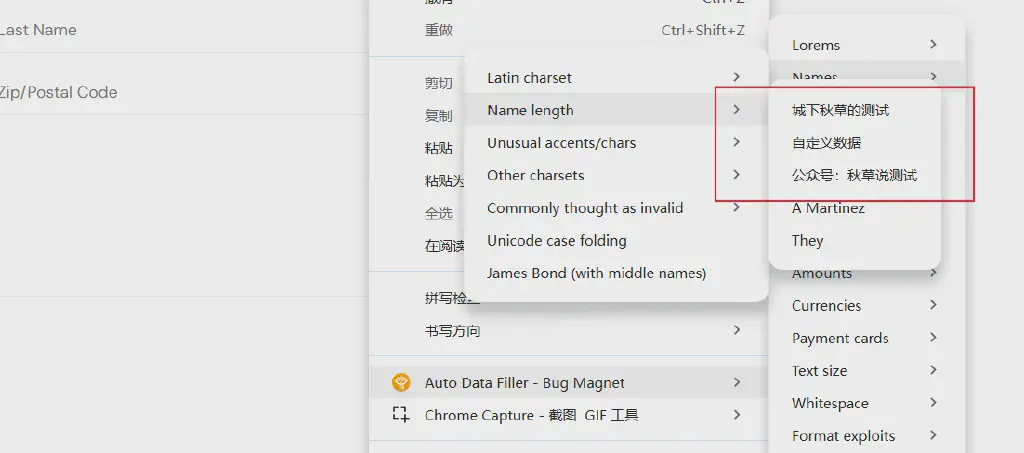 Last Name
Zip/Postal Code
重做 Ctrl+Shift+Z
剪切
复制
粘贴
粘贴为
全选
在阅读
拼写检查
书写方向
Auto Data Filler - Bug Magnet
Chrome Capture - 截图 GIF 工具
Latin charset
Name length
Unusual accents/chars
Other charsets
Commonly thought as invalid
Unicode case folding
James Bond (with middle names)
Lorems
Names
城下秋草的测试
自定义数据
公众号：秋草说测试
A Martinez
They
Amounts
Currencies
Payment cards
Text size
Whitespace
Format exploits